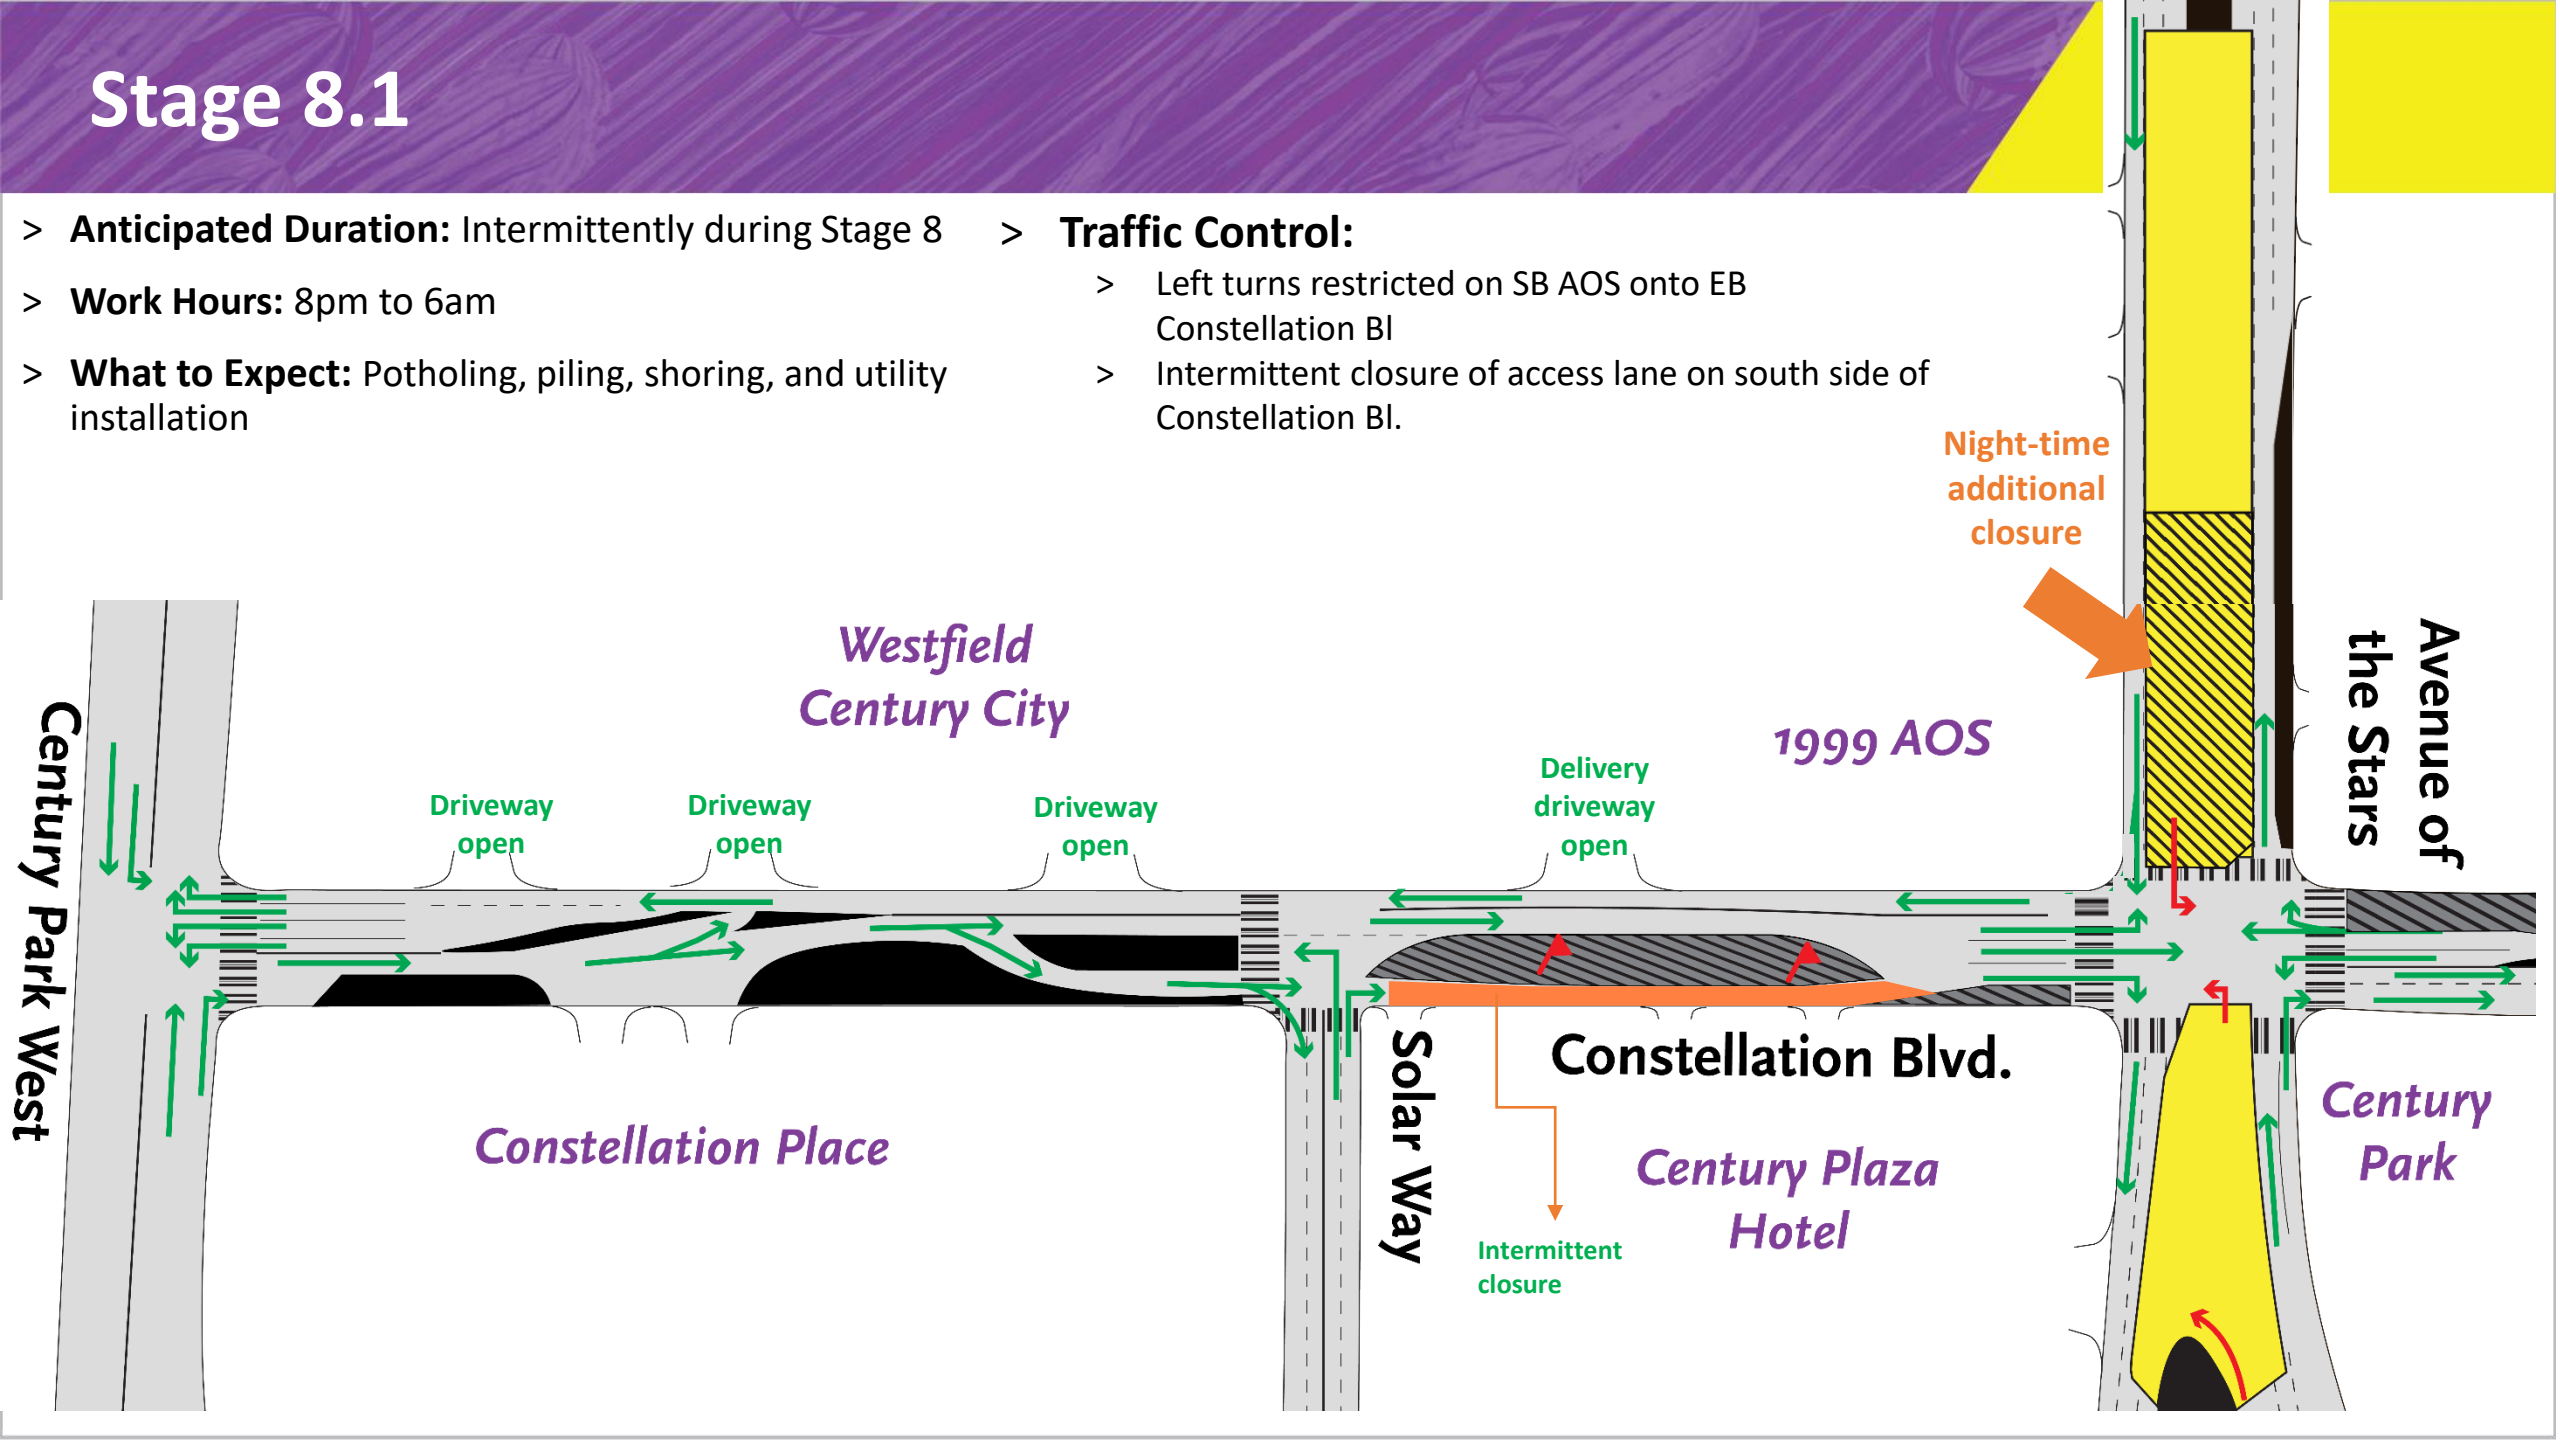 Stage 8.1
> Anticipated Duration: Intermittently during Stage 8
> Work Hours: 8pm to 6am
> What to Expect: Potholing, piling, shoring, and utility
installation
> Traffic Control:
> Left turns restricted on SB AOS onto EB
Constellation Bl
> Intermittent closure of access lane on south side of
Constellation Bl.
Night-time
additional
closure
Westfield
Century City
1999 AOS
Avenue of
the Stars
Century Park West
Driveway
open
Driveway
open
Driveway
open
Delivery
driveway
open
Solar Way
Constellation Blvd.
Constellation Place
Century Plaza
Hotel
Century
Park
Intermittent
closure